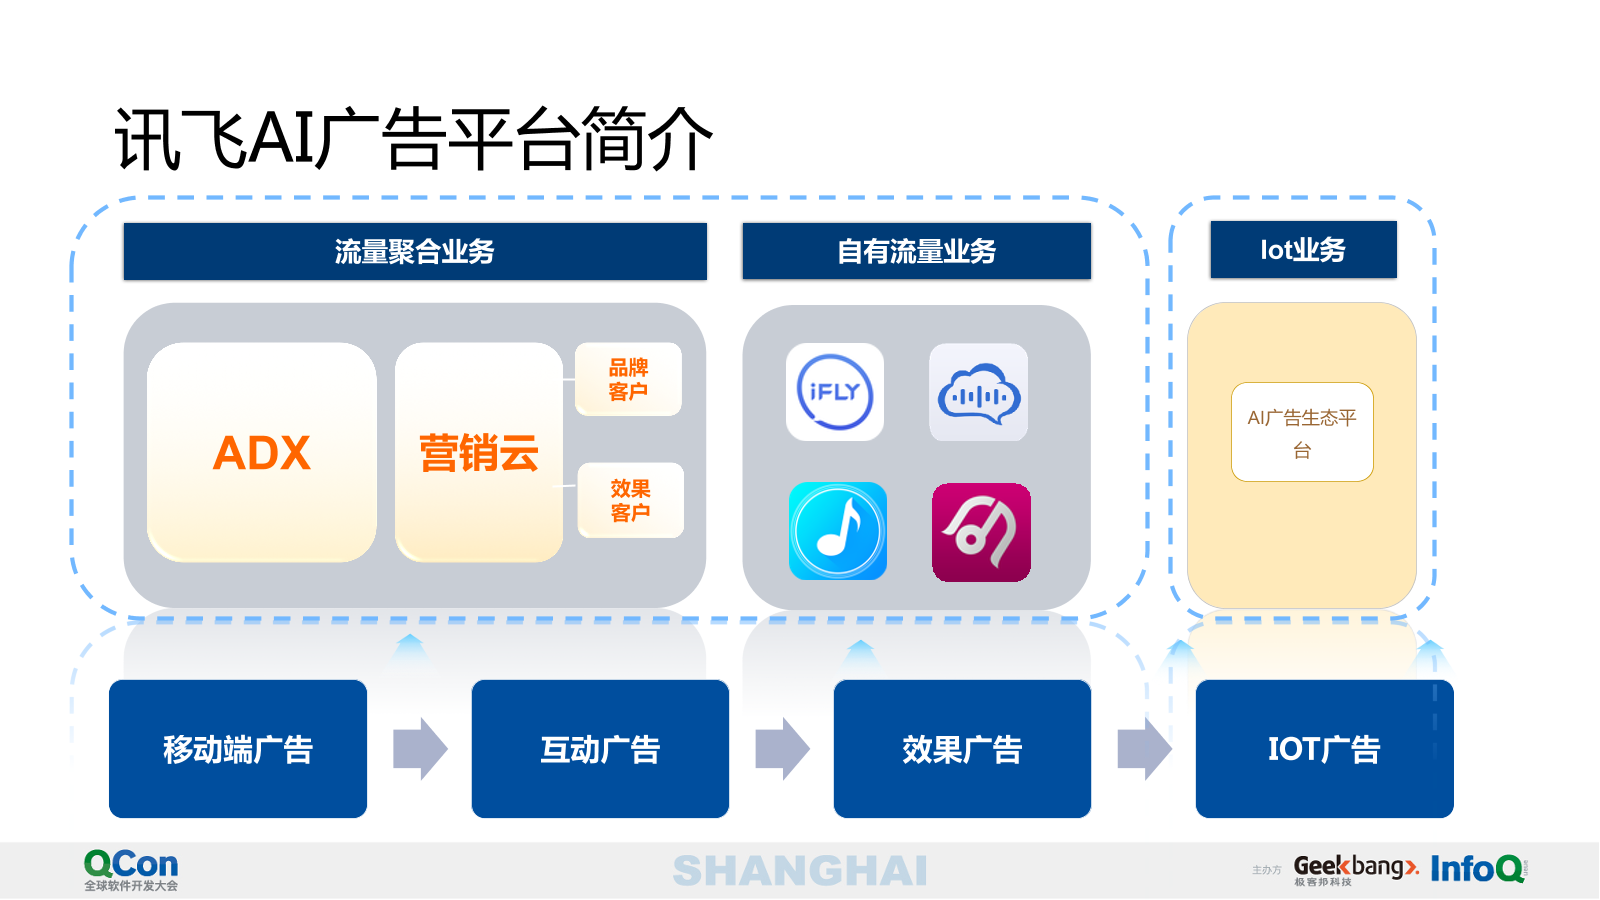 讯飞AI广告平台简介
流量聚合业务
自有流量业务
Iot业务
ADX
营销云
品牌
客户
效果
客户
iFLY
AI广告生态平
台
移动端广告
互动广告
效果广告
IOT广告
QCon
全球软件开发大会
SHANGHAI
主办方
Geekbang>.
极客邦科技
InfoQ